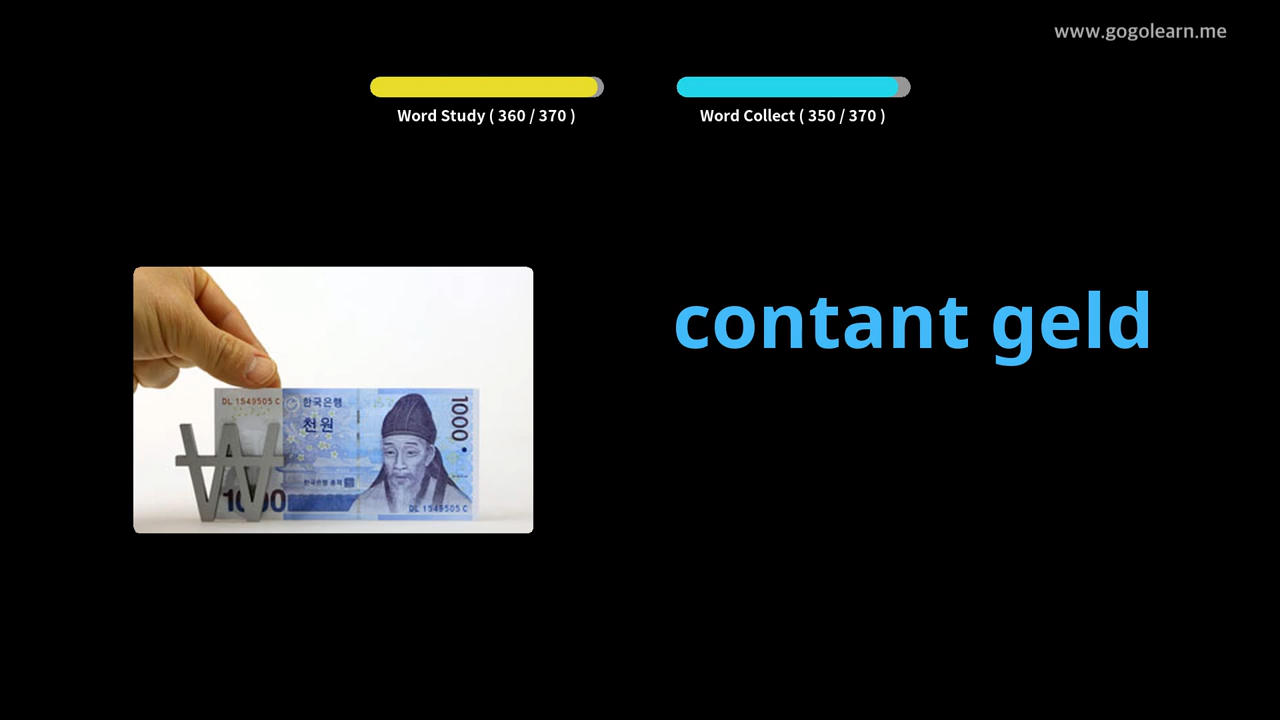 www.gogolearn.me
Word Study ( 360 / 370 )
Word Collect ( 350 / 370 )
contant geld
DL 1549505 C
한국은행
천원
1000
1000
DL 1549505 C